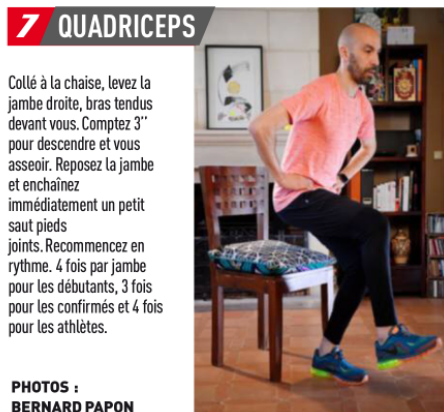 7 QUADRICEPS
Collé à la chaise, levez la
jambe droite, bras tendus
devant vous. Comptez 3’’
pour descendre et vous
asseoir. Reposez la jambe
et enchaînez
immédiatement un petit
saut pieds
joints. Recommencez en
rythme. 4 fois par jambe
pour les débutants, 3 fois
pour les confirmés et 4 fois
pour les athlètes.
PHOTOS :
BERNARD PAPON